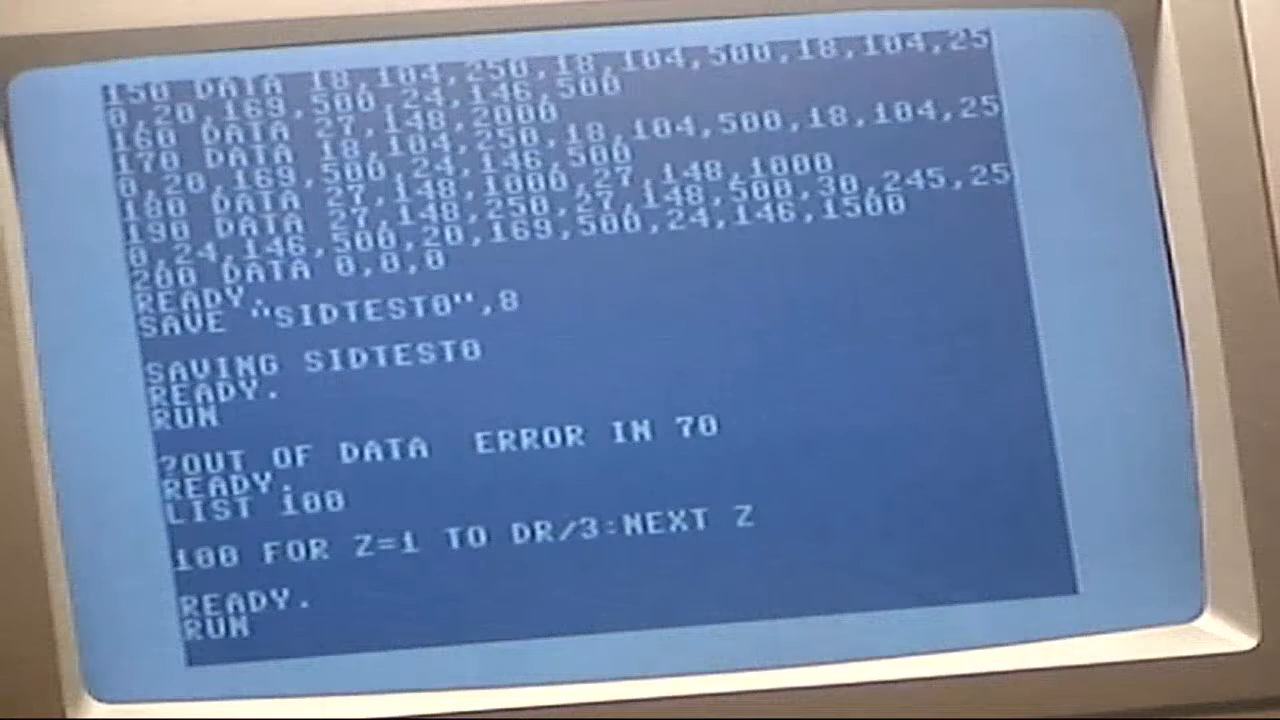 150 DATA 18,104,250,18,104,500,18,104,25
0,20,169,500,24,146,500
160 DATA 27,148,2000
170 DATA 18,104,250,18,104,500,18,104,25
0,20,169,500,24,146,500
180 DATA 27,148,1000,27,148,1000
190 DATA 27,148,250,27,148,500,30,245,25
0,24,146,500,20,169,500,24,146,1500
200 DATA 0,0,0
READY.
SAVE "SIDTEST0",8
SAVING SIDTEST0
READY.
RUN
?OUT OF DATA  ERROR IN 70
READY.
LIST 100
100 FOR Z=1 TO DR/3:NEXT Z
READY.
RUN